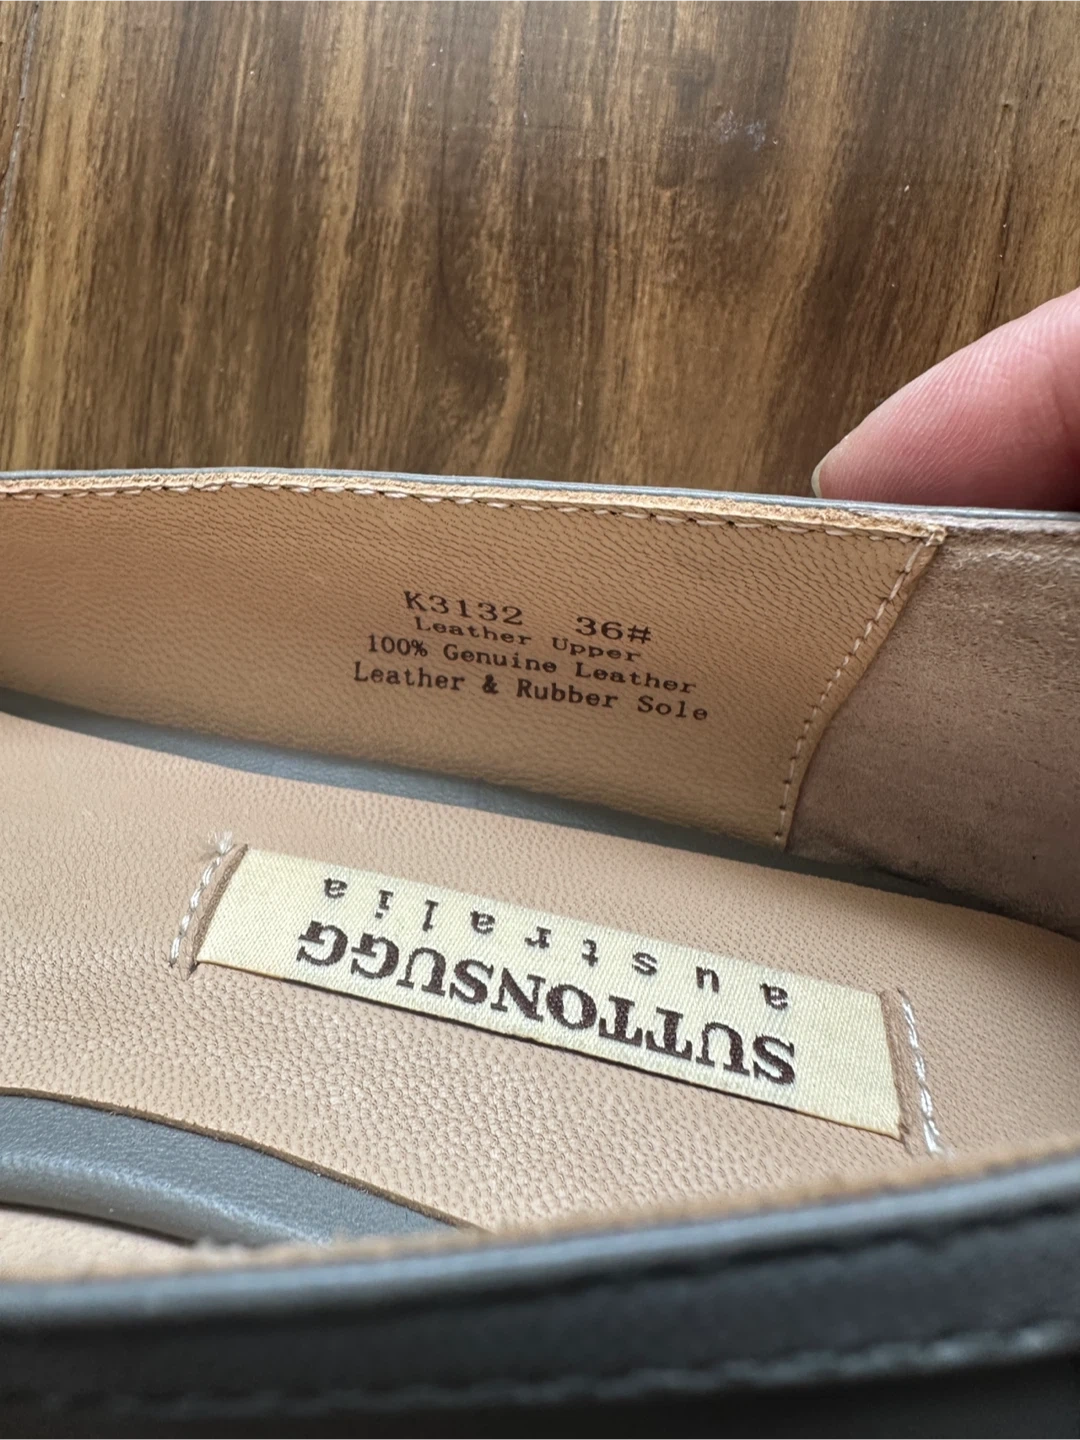 K3132 36#
Leather Upper
100% Genuine Leather
Leather & Rubber Sole
SUTTONSUGG
australia